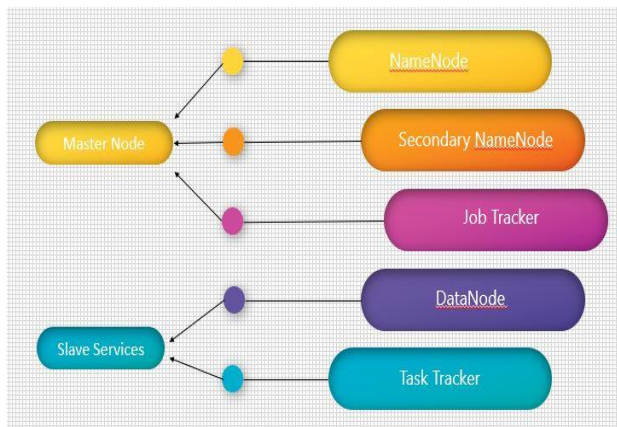 NameNode
Master Node
Secondary NameNode
Job Tracker
DataNode
Slave Services
Task Tracker